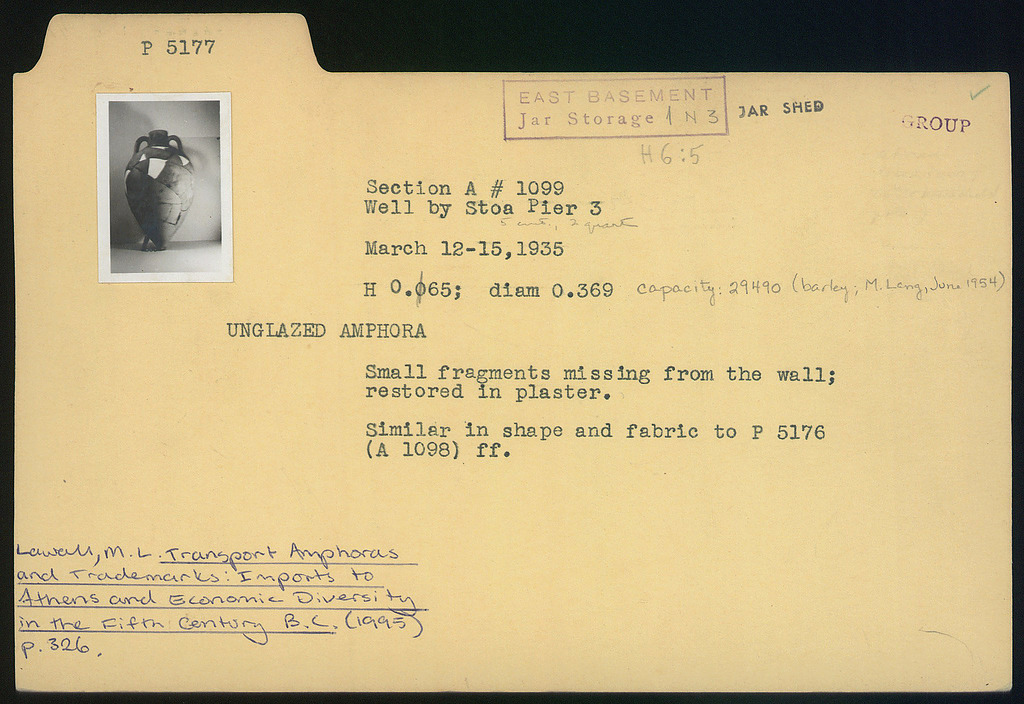 P 5177
EAST BASEMENT
Jar Storage 1 N 3
JAR SHED
GROUP
H 6:5
Section A # 1099
Well by Stoa Pier 3
March 12-15,1935
H 0.065; diam 0.369 capacity: 29490 (barley; M. Lang, June 1954)
UNGLAZED AMPHORA
Small fragments missing from the wall;
restored in plaster.
Similar in shape and fabric to P 5176
(A 1098) ff.
Lawall, M. L. Transport Amphoras
and Trademarks: Imports to
Athens and Economic Diversity
in the Fifth Century B.C. (1995)
p. 326.